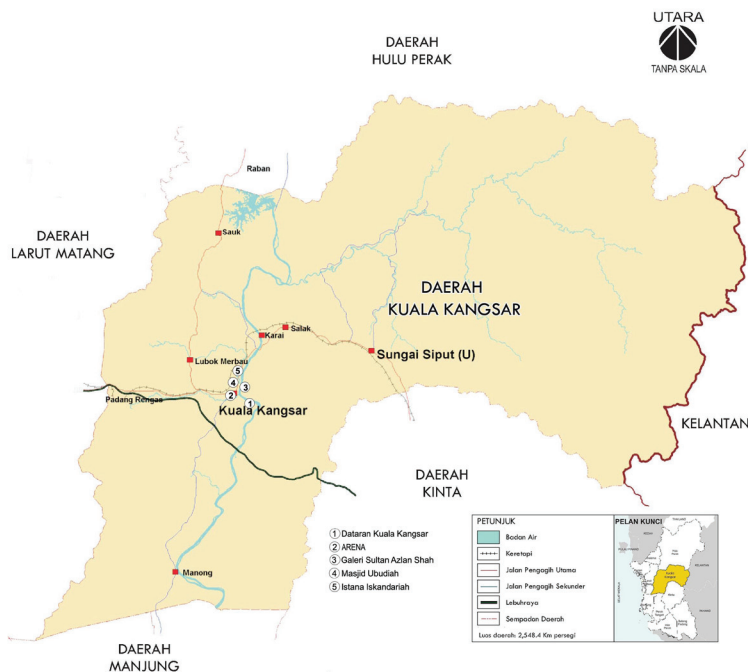 UTARA
TANPA SKALA
DAERAH
HULU PERAK
Raban
DAERAH
LARUT MATANG
Sauk
DAERAH
KUALA KANGSAR
Karai
Salak
Sungai Siput (U)
Lubok Merbau
5
4
3
2
1
Padang Rengas
Kuala Kangsar
KELANTAN
DAERAH
KINTA
1 Dataran Kuala Kangsar
2 ARENA
3 Galeri Sultan Azlan Shah
4 Masjid Ubudiah
5 Istana Iskandariah
Manong
DAERAH
MANJUNG
PETUNJUK
Badan Air
Keretapi
Jalan Pengagih Utama
Jalan Pengagih Sekunder
Lebuhraya
Sempadan Daerah
Luas daerah: 2,548.4 Km persegi
PELAN KUNCI